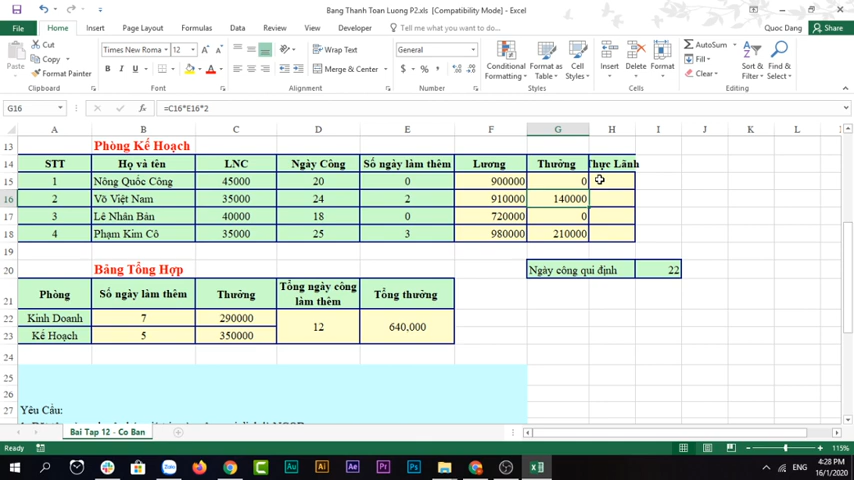 Bang Thanh Toan Luong P2.xls [Compatibility Mode] - Excel
File Home Insert Page Layout Formulas Data Review View Developer Tell me what you want to do... Quoc Dang Share
Cut
Copy
Format Painter
Paste
Clipboard
Times New Roma 12
B I U
Font
Wrap Text
Merge & Center
Alignment
General
$ % ,
Number
Conditional Formatting
Format as Table
Cell Styles
Styles
Insert Delete Format
Cells
AutoSum
Fill
Clear
Sort & Filter
Find & Select
Editing
G16 fx =C16*E16*2
A B C D E F G H I J K L
13 Phòng Kế Hoạch
14 STT Họ và tên LNC Ngày Công Số ngày làm thêm Lương Thưởng Thực Lãnh
15 1 Nông Quốc Công 45000 20 0 900000 0
16 2 Võ Việt Nam 35000 24 2 910000 140000
17 3 Lê Nhân Bản 40000 18 0 720000 0
18 4 Phạm Kim Cô 35000 25 3 980000 210000
19
20 Bảng Tổng Hợp Ngày công qui định 22
21 Phòng Số ngày làm thêm Thưởng Tổng ngày công làm thêm Tổng thưởng
22 Kinh Doanh 7 290000 12 640,000
23 Kế Hoạch 5 350000
24
25
26
27 Yêu Cầu:
Bai Tap 12 - Co Ban
Ready 115%
ENG
4:28 PM
16/1/2020